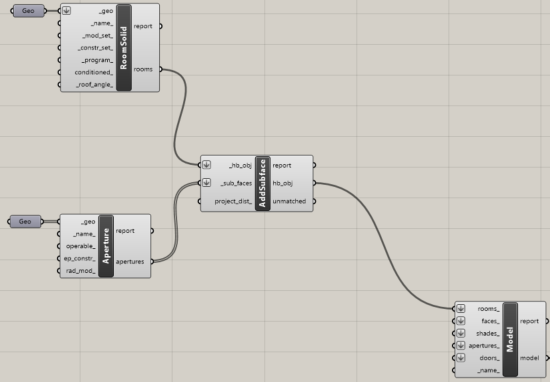 Geo
_geo
_name_
_mod_set_
_constr_set_
_program_
conditioned_
_roof_angle_
RoomSolid
report
rooms
_hb_obj
_sub_faces
project_dist_
AddSubface
report
hb_obj
unmatched
Geo
_geo
_name_
operable_
ep_constr_
rad_mod_
Aperture
report
apertures
rooms_
faces_
shades_
apertures_
doors_
_name_
Model
report
model